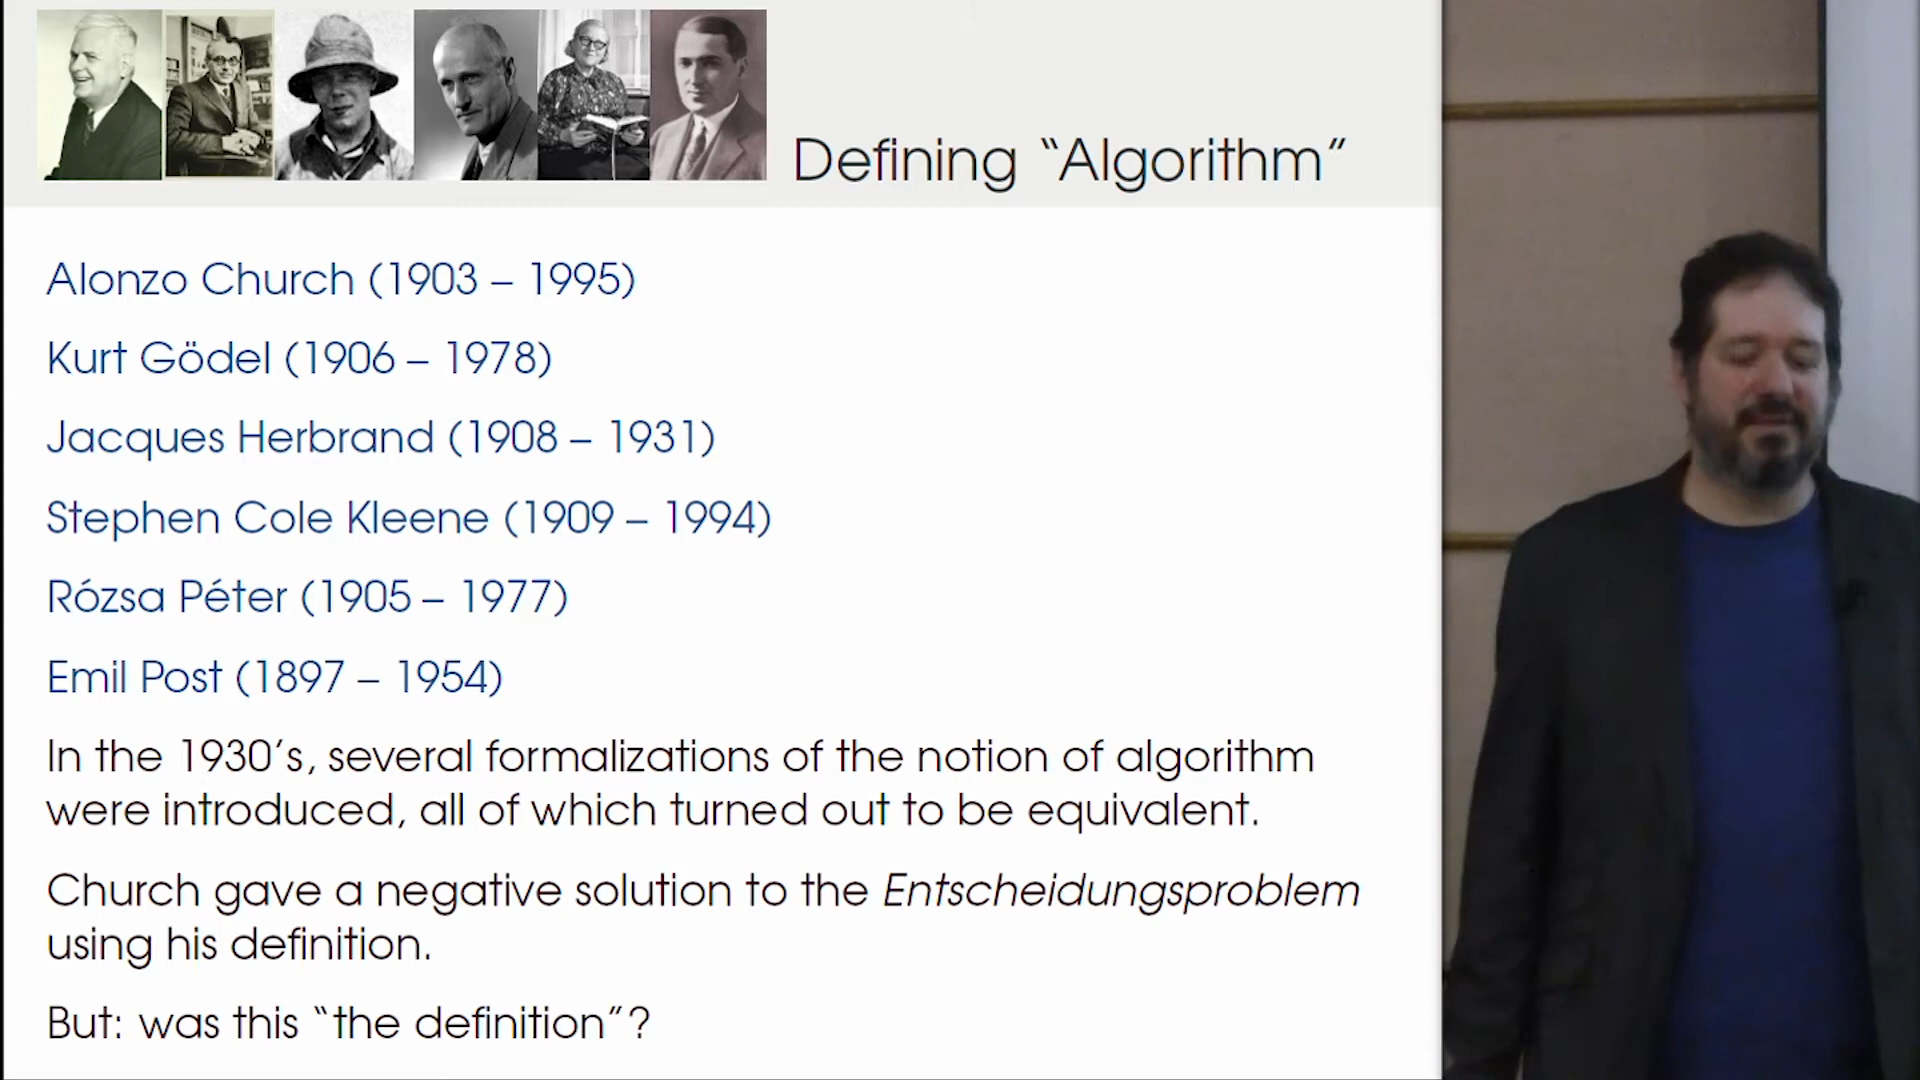 Defining “Algorithm”
Alonzo Church (1903 – 1995)
Kurt Gödel (1906 – 1978)
Jacques Herbrand (1908 – 1931)
Stephen Cole Kleene (1909 – 1994)
Rózsa Péter (1905 – 1977)
Emil Post (1897 – 1954)
In the 1930’s, several formalizations of the notion of algorithm
were introduced, all of which turned out to be equivalent.
Church gave a negative solution to the Entscheidungsproblem
using his definition.
But: was this “the definition”?